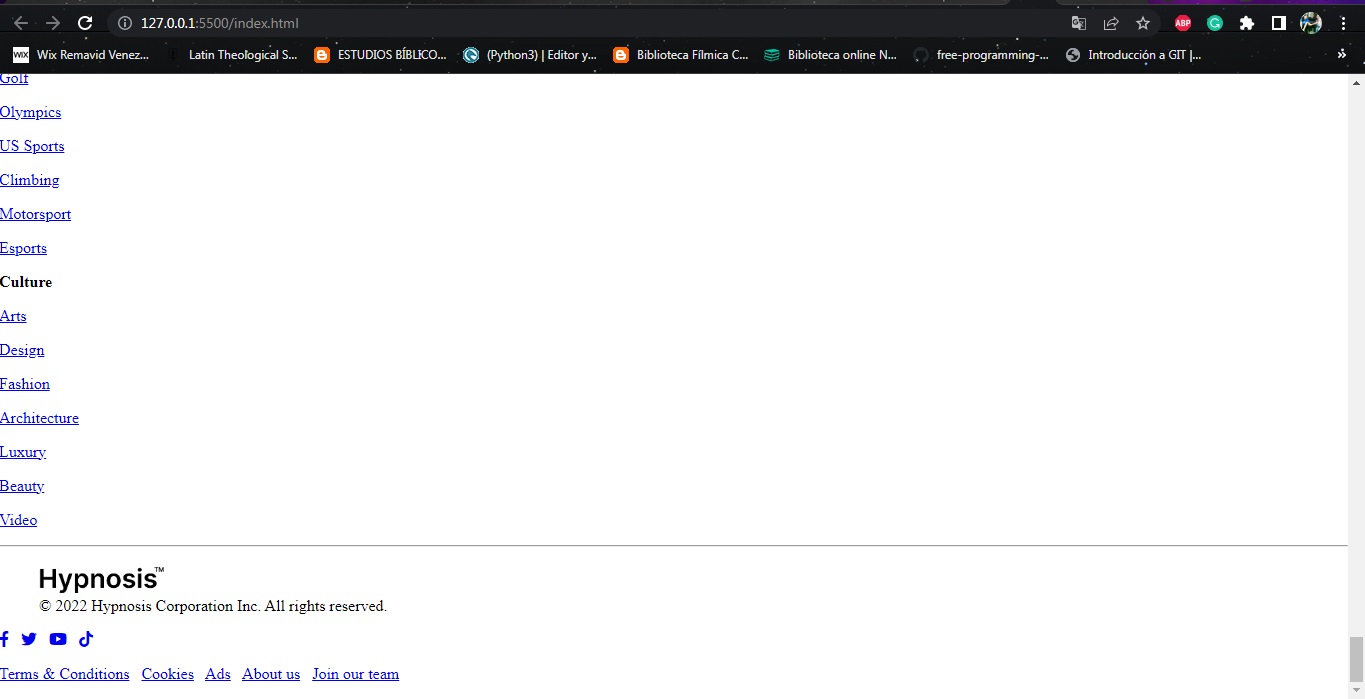 127.0.0.1:5500/index.html
ABP
WiX Wix Remavid Venez... Latin Theological S... ESTUDIOS BÍBLICO... (Python3) | Editor y... Biblioteca Fílmica C... Biblioteca online N... free-programming-... Introducción a GIT |... »
Golf
Olympics
US Sports
Climbing
Motorsport
Esports
Culture
Arts
Design
Fashion
Architecture
Luxury
Beauty
Video
Hypnosis™
© 2022 Hypnosis Corporation Inc. All rights reserved.
Terms & Conditions Cookies Ads About us Join our team